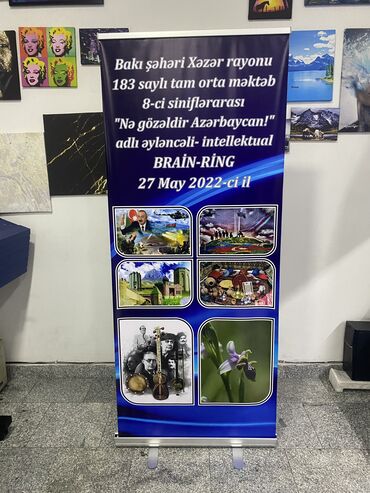 Bakı şəhəri Xəzər rayonu
183 saylı tam orta məktəb
8-ci siniflərarası
"Nə gözəldir Azərbaycan!"
adlı əyləncəli- intellektual
BRAİN-RİNG
27 May 2022-ci il